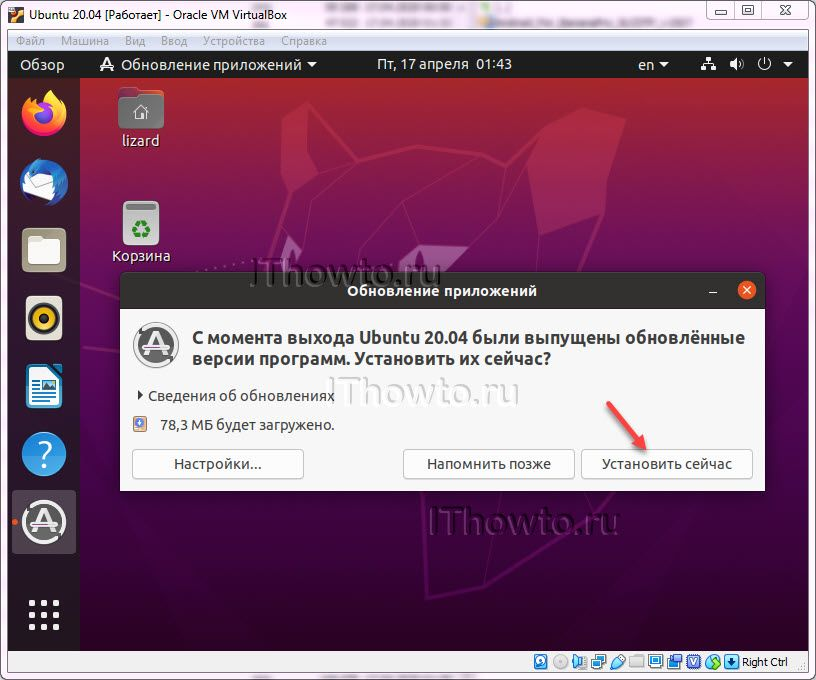 Ubuntu 20.04 [Работает] - Oracle VM VirtualBox
Файл Машина Вид Ввод Устройства Справка
Обзор Обновление приложений Пт, 17 апреля 01:43 en
lizard
Корзина
IThowto.ru
Обновление приложений
С момента выхода Ubuntu 20.04 были выпущены обновлённые
версии программ. Установить их сейчас?
IThowto.ru
Сведения об обновлениях
78,3 МБ будет загружено.
Настройки... Напомнить позже Установить сейчас
IThowto.ru
Right Ctrl